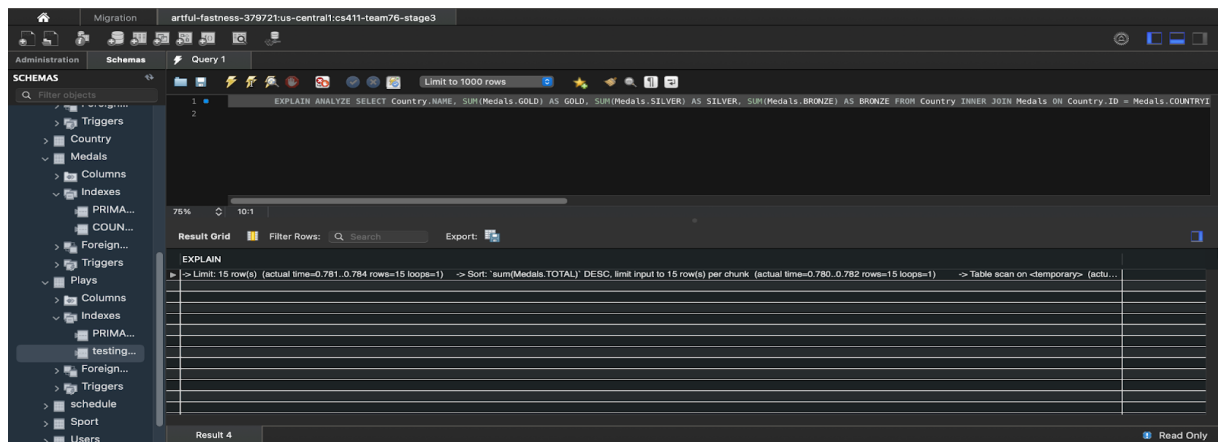 Migration
artful-fastness-379721:us-central1:cs411-team76-stage3
Administration
Schemas
Query 1
SCHEMAS
Filter objects
Limit to 1000 rows
Triggers
Country
Medals
Columns
Indexes
PRIMA...
COUN...
Foreign...
Triggers
Plays
Columns
Indexes
PRIMA...
testing...
Foreign...
Triggers
schedule
Sport
Users
1 EXPLAIN ANALYZE SELECT Country.NAME, SUM(Medals.GOLD) AS GOLD, SUM(Medals.SILVER) AS SILVER, SUM(Medals.BRONZE) AS BRONZE FROM Country INNER JOIN Medals ON Country.ID = Medals.COUNTRYI
2
75% 10:1
Result Grid Filter Rows: Search Export:
EXPLAIN
-> Limit: 15 row(s) (actual time=0.781..0.784 rows=15 loops=1) -> Sort: `sum(Medals.TOTAL)` DESC, limit input to 15 row(s) per chunk (actual time=0.780..0.782 rows=15 loops=1) -> Table scan on <temporary> (actu...
Result 4
Read Only